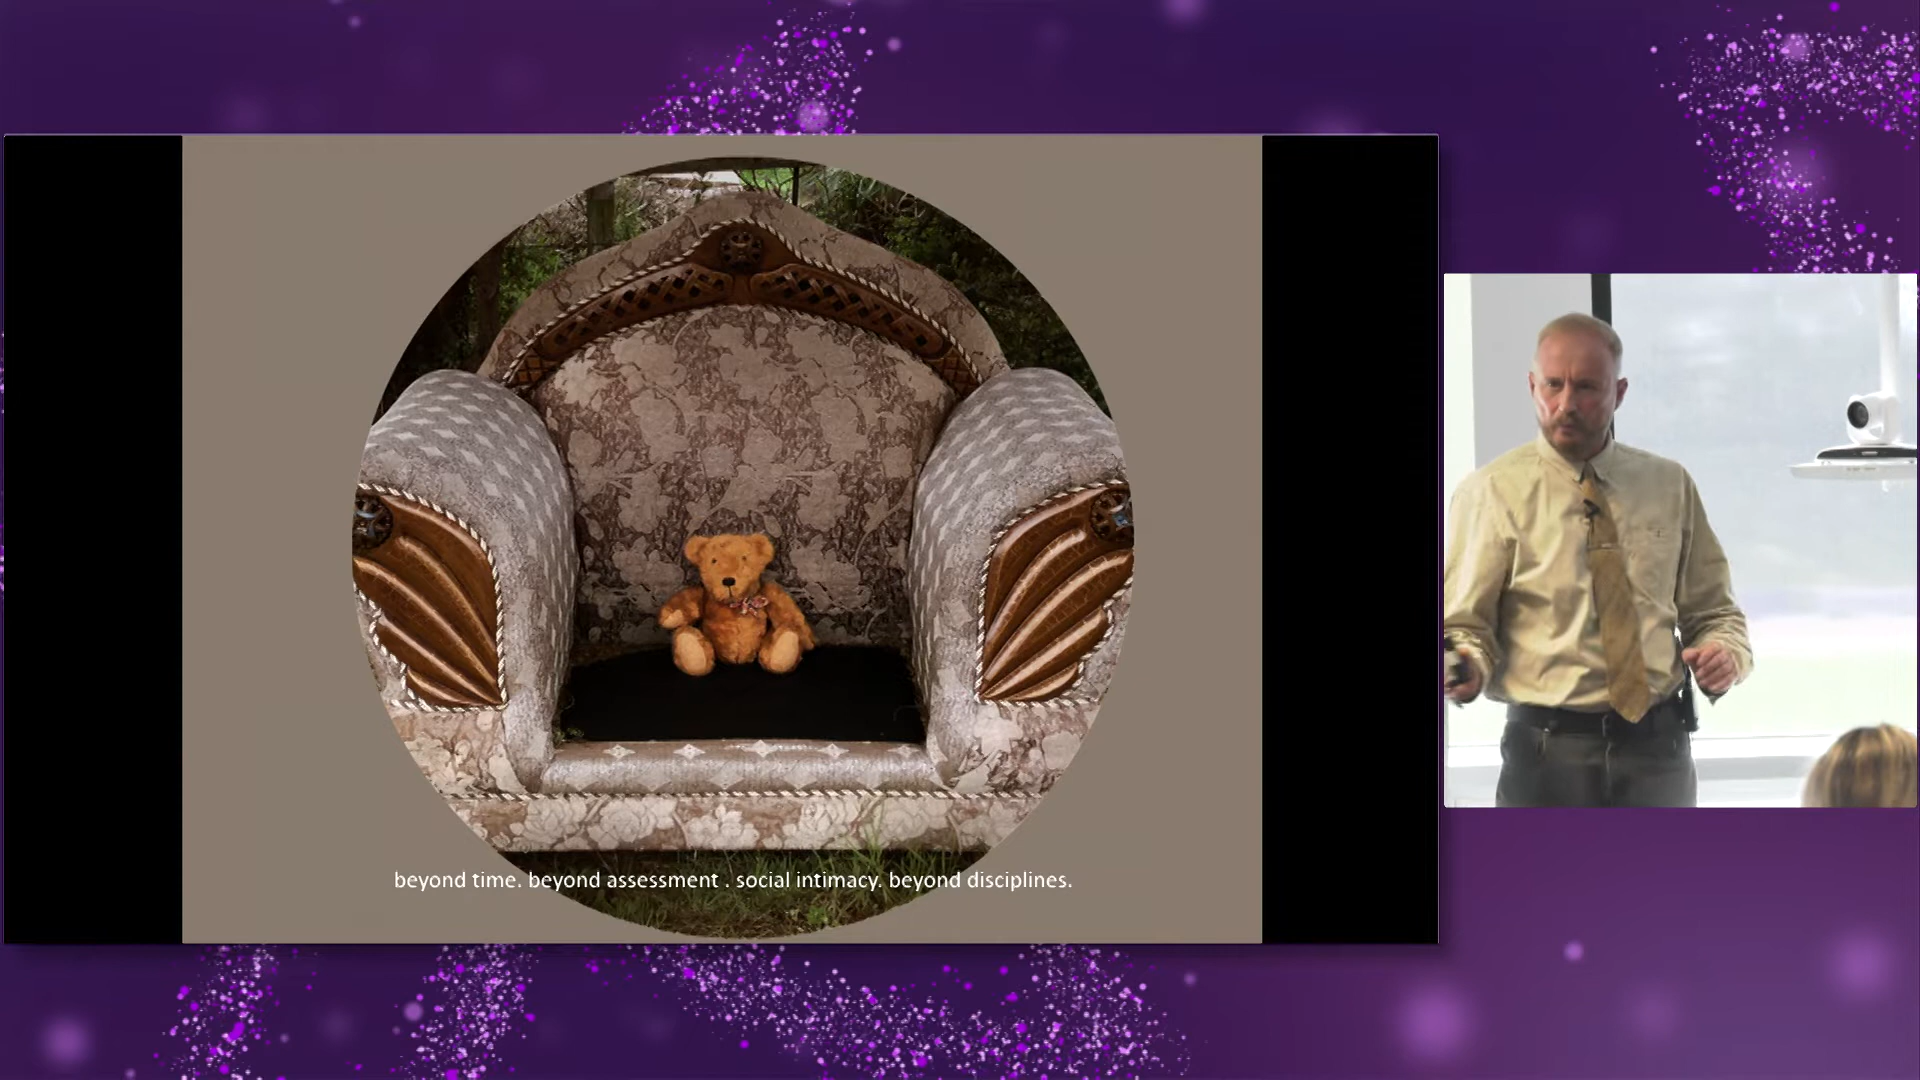 beyond time. beyond assessment . social intimacy. beyond disciplines.